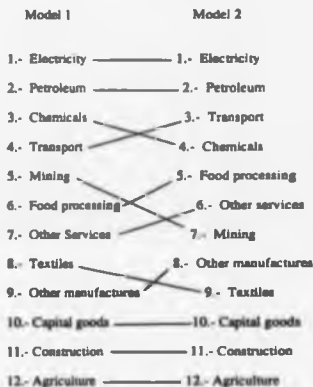 Model 1 Model 2
1.- Electricity 1.- Electricity
2.- Petroleum 2.- Petroleum
3.- Chemicals 3.- Transport
4.- Transport 4.- Chemicals
5.- Mining 5.- Food processing
6.- Food processing 6.- Other services
7.- Other Services 7.- Mining
8.- Textiles 8.- Other manufactures
9.- Other manufactures 9.- Textiles
10.- Capital goods 10.- Capital goods
11.- Construction 11.- Construction
12.- Agriculture 12.- Agriculture